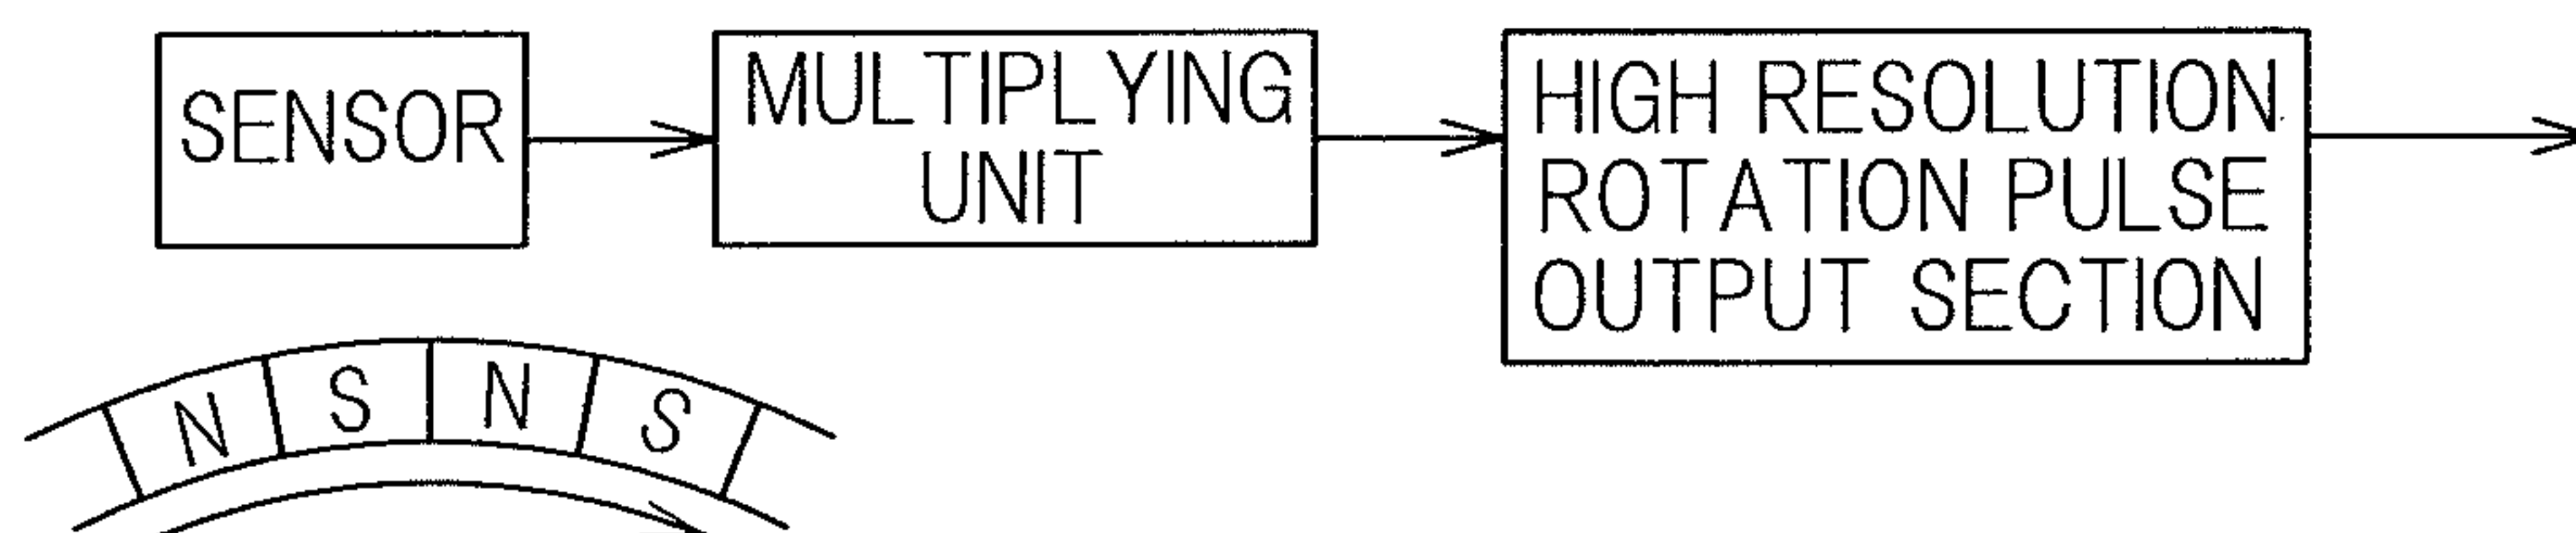 SENSOR
MULTIPLYING
UNIT
HIGH RESOLUTION
ROTATION PULSE
OUTPUT SECTION
N S N S